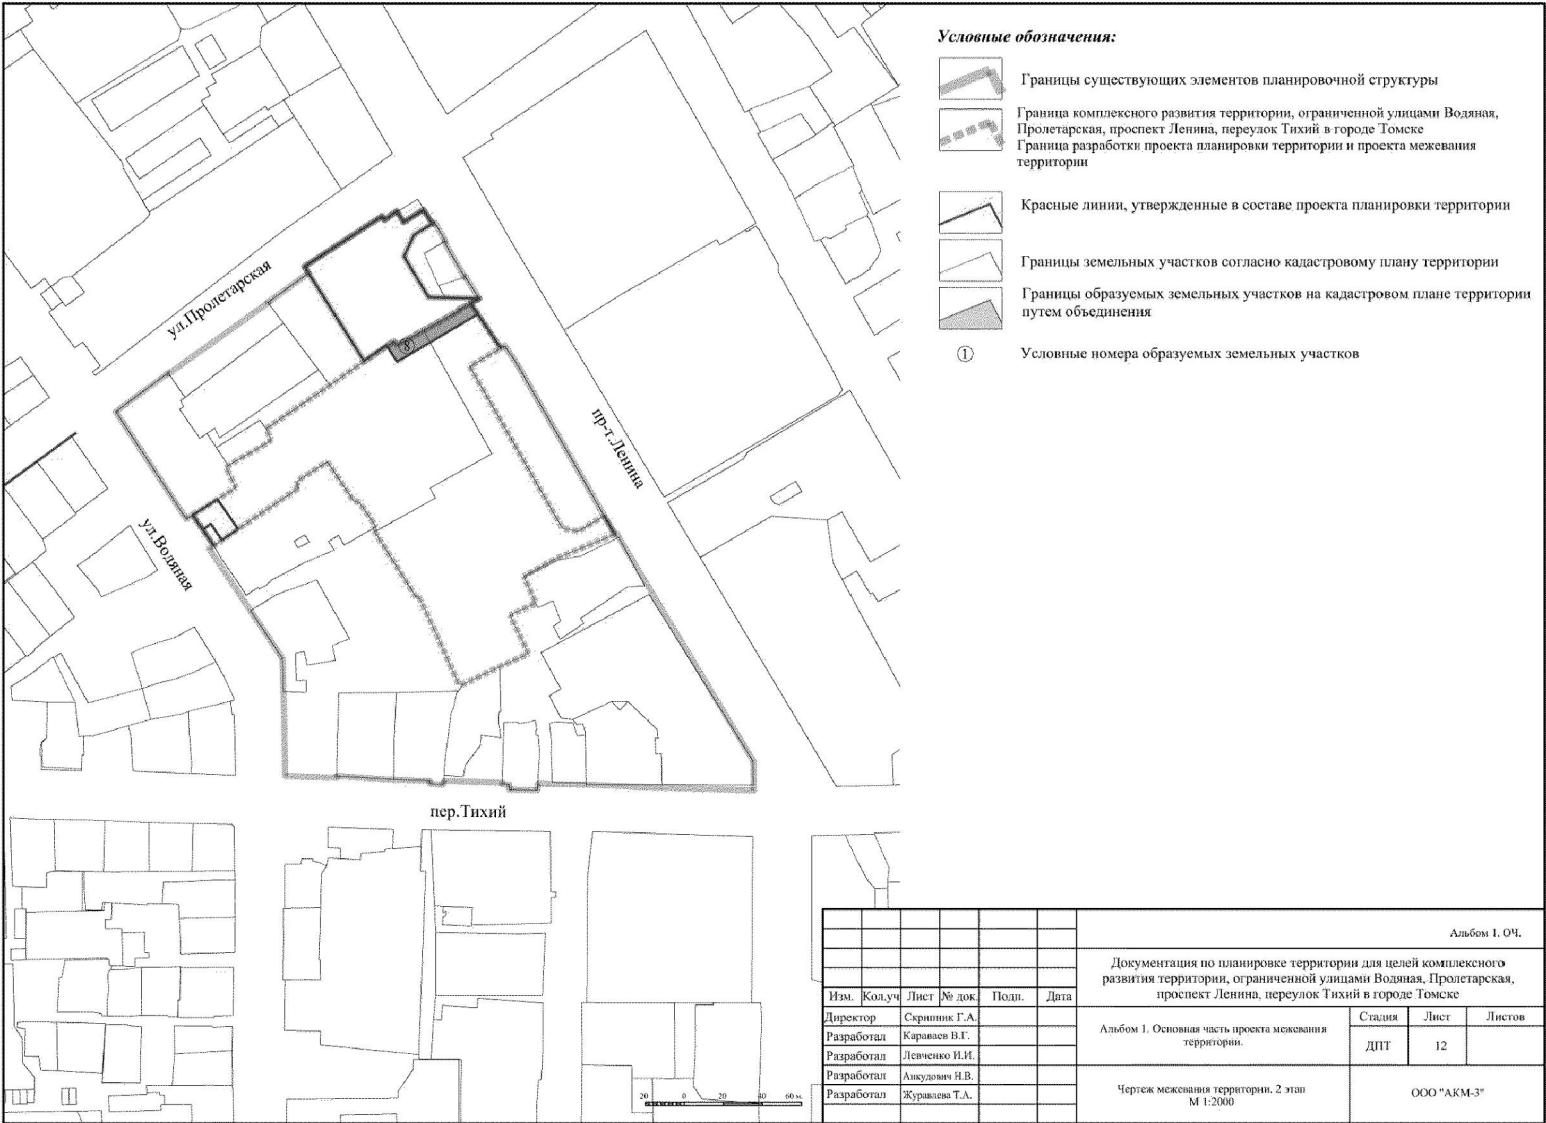 Условные обозначения:
Границы существующих элементов планировочной структуры
Граница комплексного развития территории, ограниченной улицами Водяная,
Пролетарская, проспект Ленина, переулок Тихий в городе Томске
Граница разработки проекта планировки территории и проекта межевания
территории
Красные линии, утвержденные в составе проекта планировки территории
Границы земельных участков согласно кадастровому плану территории
Границы образуемых земельных участков на кадастровом плане территории
путем объединения
① Условные номера образуемых земельных участков
ул.Пролетарская
⑧
пр-т.Ленина
ул.Водяная
пер.Тихий
20 0 20 40 60 м.
Альбом 1. ОЧ.
Документация по планировке территории для целей комплексного
развития территории, ограниченной улицами Водяная, Пролетарская,
проспект Ленина, переулок Тихий в городе Томске
Изм. Кол.уч Лист № док. Подп. Дата
Директор Скрипник Г.А.
Разработал Караваев В.Г.
Разработал Левченко И.И.
Разработал Анкудович Н.В.
Разработал Журавлева Т.А.
Альбом 1. Основная часть проекта межевания
территории.
Стадия Лист Листов
ДПТ 12
Чертеж межевания территории. 2 этап
М 1:2000
ООО "АКМ-3"